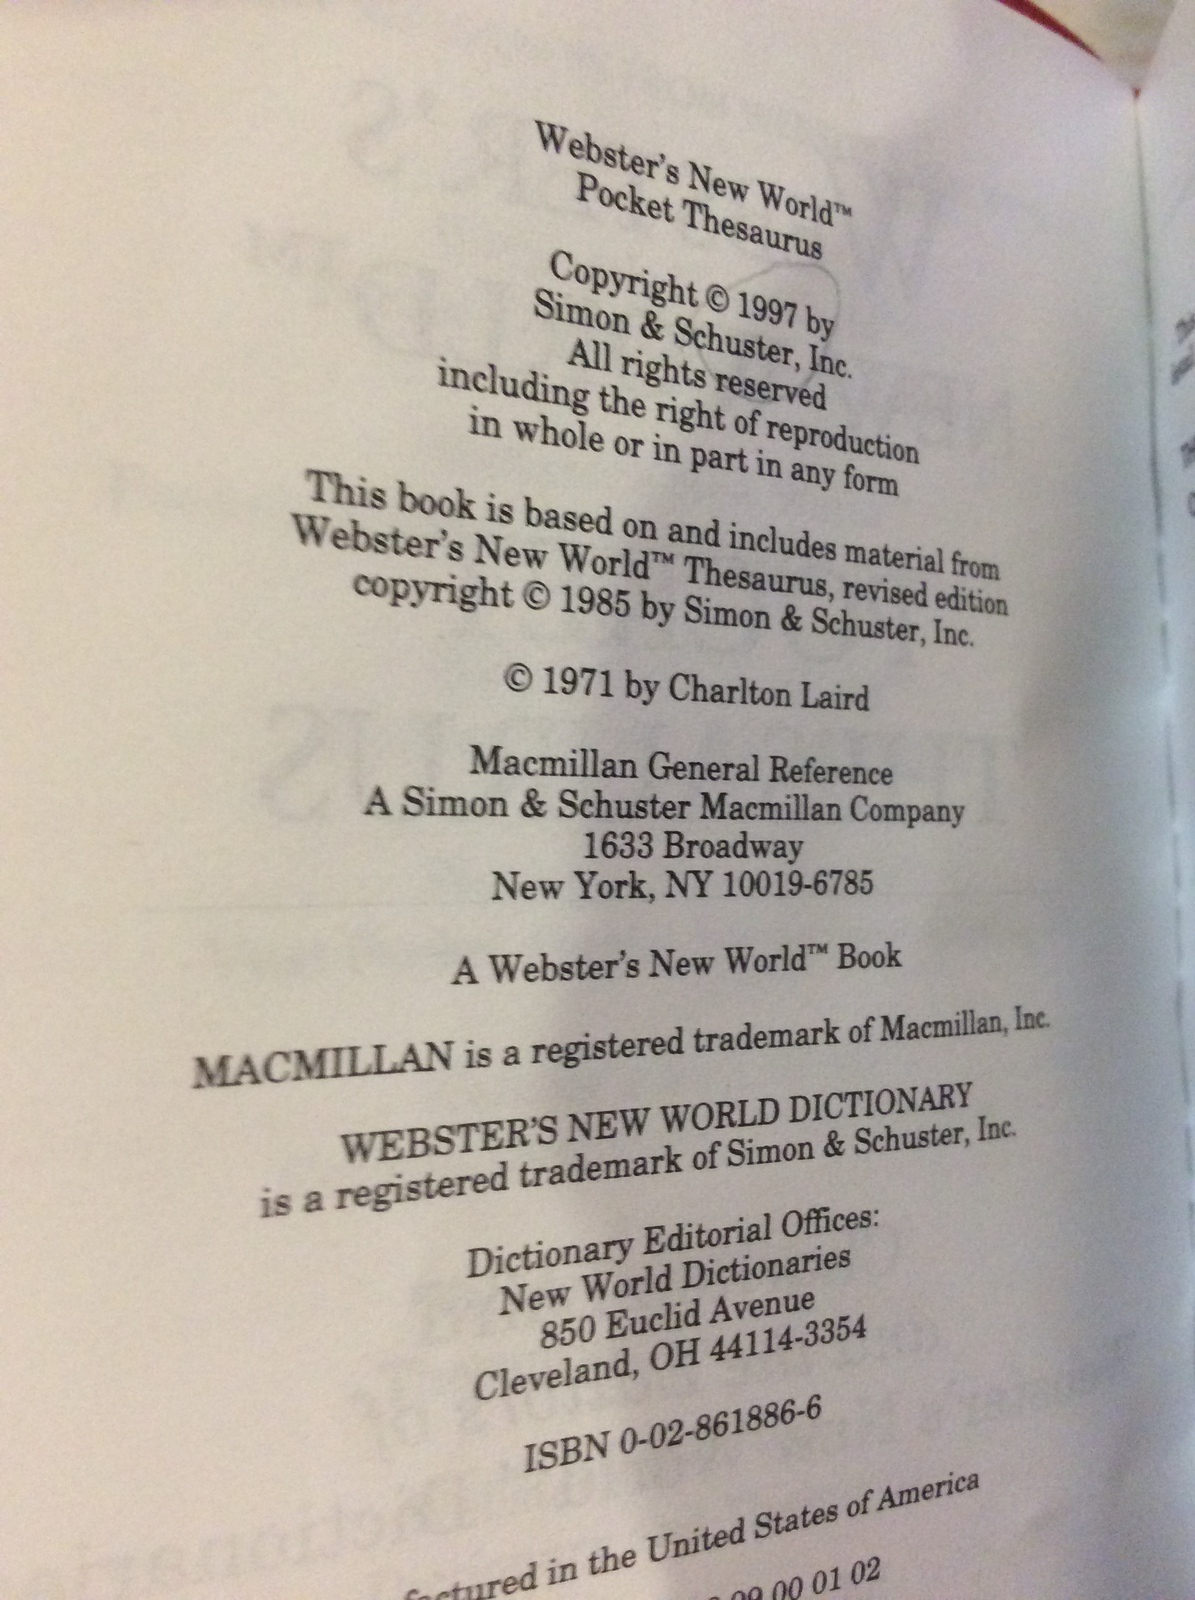 Webster's New World™
Pocket Thesaurus
Copyright © 1997 by
Simon & Schuster, Inc.
All rights reserved
including the right of reproduction
in whole or in part in any form
This book is based on and includes material from
Webster's New World™ Thesaurus, revised edition
copyright © 1985 by Simon & Schuster, Inc.
© 1971 by Charlton Laird
Macmillan General Reference
A Simon & Schuster Macmillan Company
1633 Broadway
New York, NY 10019-6785
A Webster's New World™ Book
MACMILLAN is a registered trademark of Macmillan, Inc.
WEBSTER'S NEW WORLD DICTIONARY
is a registered trademark of Simon & Schuster, Inc.
Dictionary Editorial Offices:
New World Dictionaries
850 Euclid Avenue
Cleveland, OH 44114-3354
ISBN 0-02-861886-6
in the United States of America
00 01 02